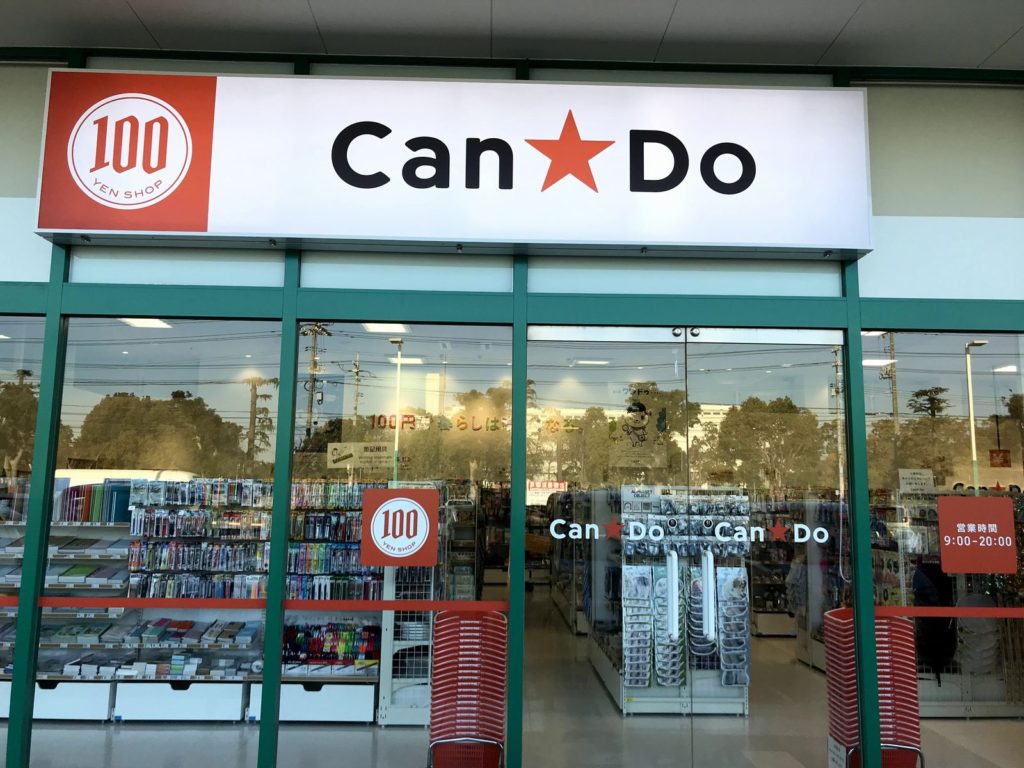 100
YEN SHOP
Can★Do
100
YEN SHOP
Can★Do
Can★Do
営業時間
9:00-20:00